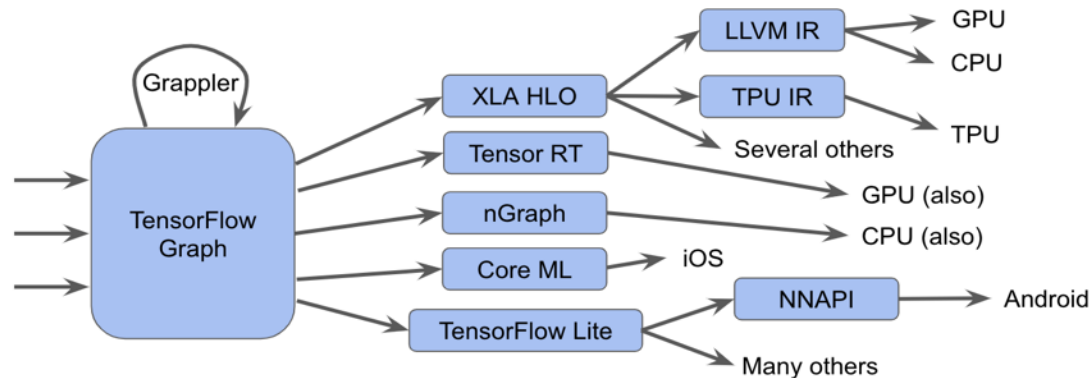 Grappler
TensorFlow
Graph
XLA HLO
LLVM IR
GPU
CPU
TPU IR
TPU
Several others
Tensor RT
GPU (also)
nGraph
CPU (also)
Core ML
iOS
TensorFlow Lite
NNAPI
Android
Many others